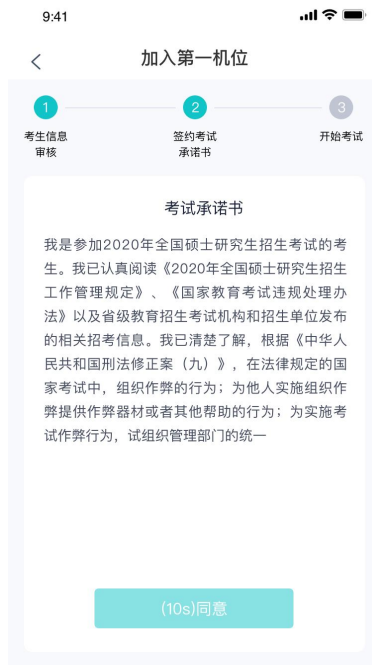 9:41
加入第一机位
1
2
3
考生信息
审核
签约考试
承诺书
开始考试
考试承诺书
我是参加2020年全国硕士研究生招生考试的考
生。我已认真阅读《2020年全国硕士研究生招生
工作管理规定》、《国家教育考试违规处理办
法》以及省级教育招生考试机构和招生单位发布
的相关招考信息。我已清楚了解，根据《中华人
民共和国刑法修正案（九）》，在法律规定的国
家考试中，组织作弊的行为；为他人实施组织作
弊提供作弊器材或者其他帮助的行为；为实施考
试作弊行为，试组织管理部门的统一
(10s)同意